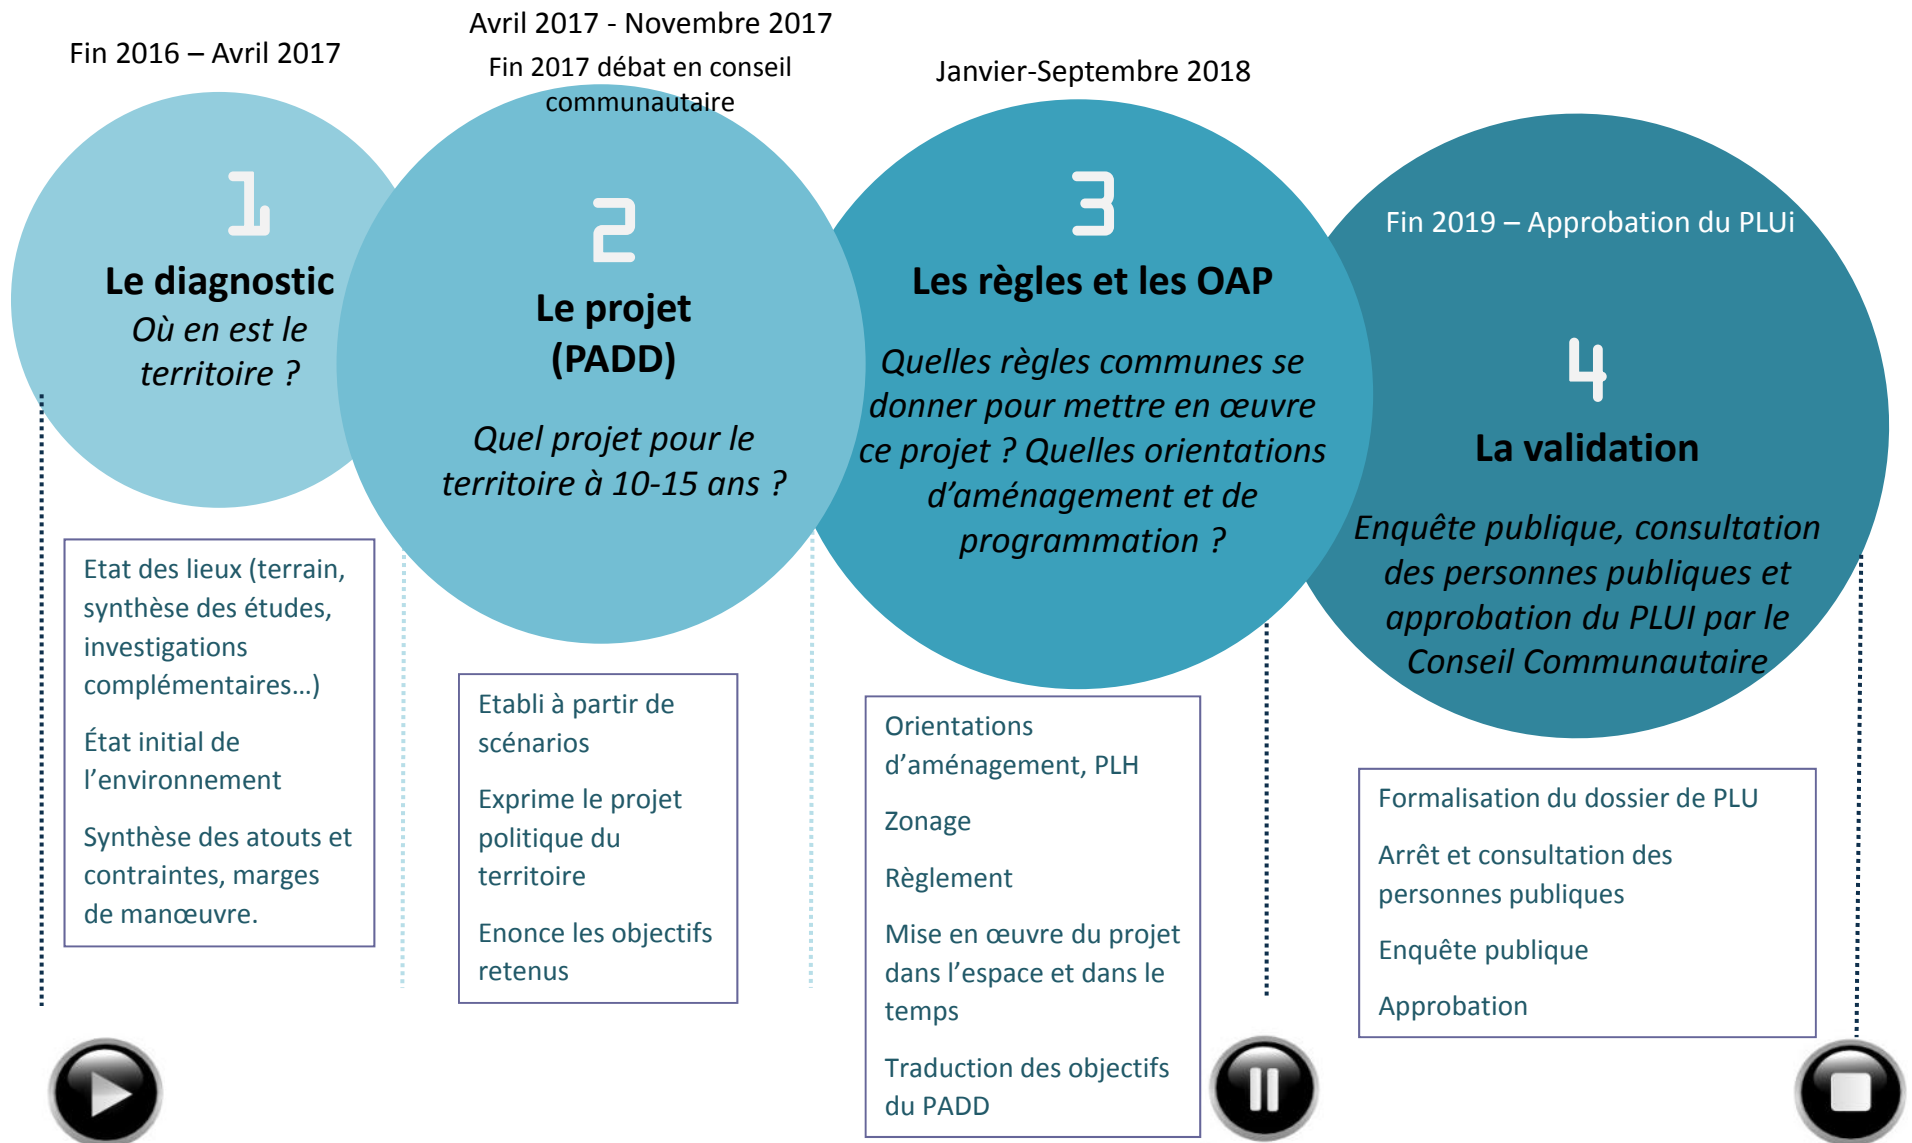 Fin 2016 – Avril 2017
1
Le diagnostic
Où en est le
territoire ?
Etat des lieux (terrain,
synthèse des études,
investigations
complémentaires...)
État initial de
l’environnement
Synthèse des atouts et
contraintes, marges
de manœuvre.
Avril 2017 - Novembre 2017
Fin 2017 débat en conseil
communautaire
2
Le projet
(PADD)
Quel projet pour le
territoire à 10-15 ans ?
Etabli à partir de
scénarios
Exprime le projet
politique du
territoire
Enonce les objectifs
retenus
Janvier-Septembre 2018
3
Les règles et les OAP
Quelles règles communes se
donner pour mettre en œuvre
ce projet ? Quelles orientations
d’aménagement et de
programmation ?
Orientations
d’aménagement, PLH
Zonage
Règlement
Mise en œuvre du projet
dans l’espace et dans le
temps
Traduction des objectifs
du PADD
Fin 2019 – Approbation du PLUi
4
La validation
Enquête publique, consultation
des personnes publiques et
approbation du PLUI par le
Conseil Communautaire
Formalisation du dossier de PLU
Arrêt et consultation des
personnes publiques
Enquête publique
Approbation